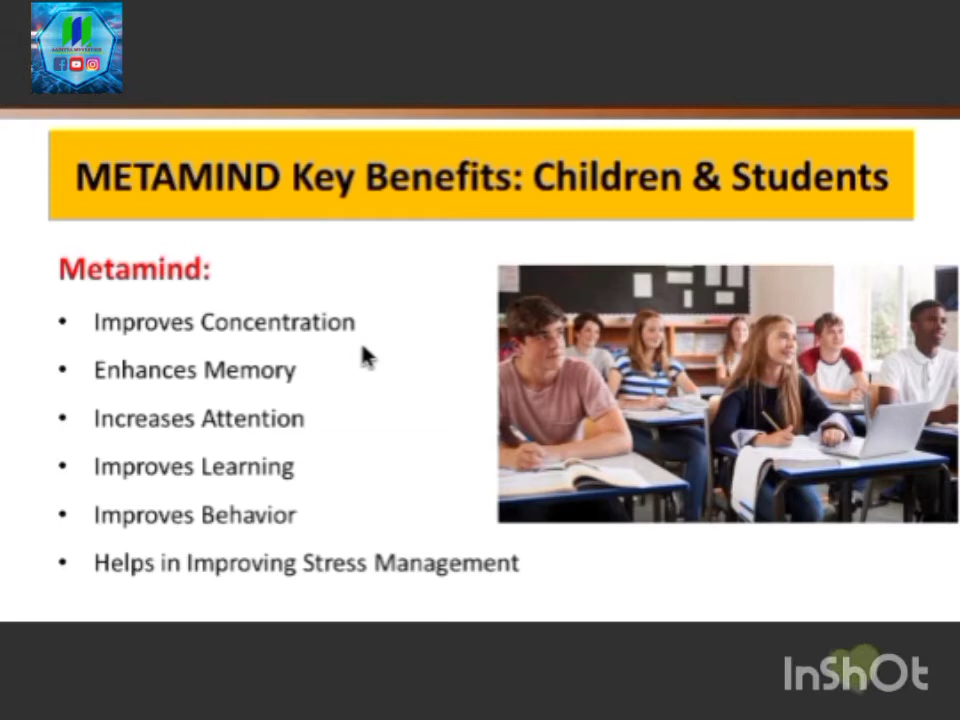 METAMIND Key Benefits: Children & Students
Metamind:
• Improves Concentration
• Enhances Memory
• Increases Attention
• Improves Learning
• Improves Behavior
• Helps in Improving Stress Management
InShOt